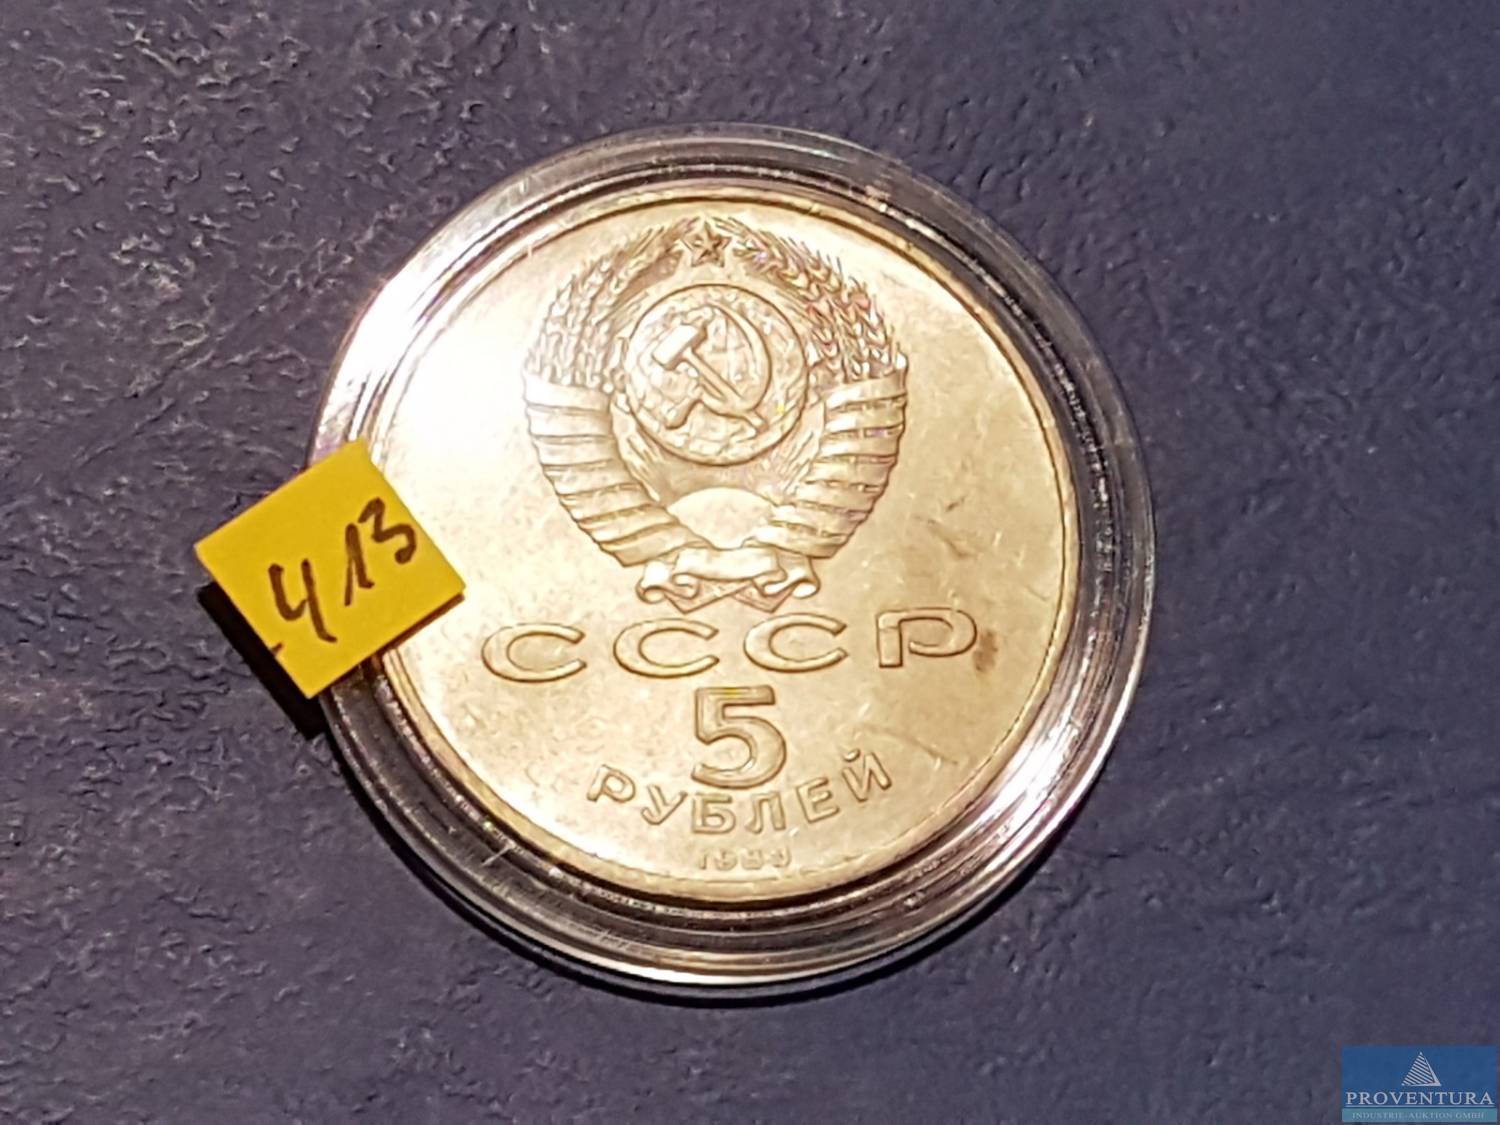 413
СССР
5
РУБЛЕЙ
PROVENTURA
INDUSTRIE-AUKTION GMBH